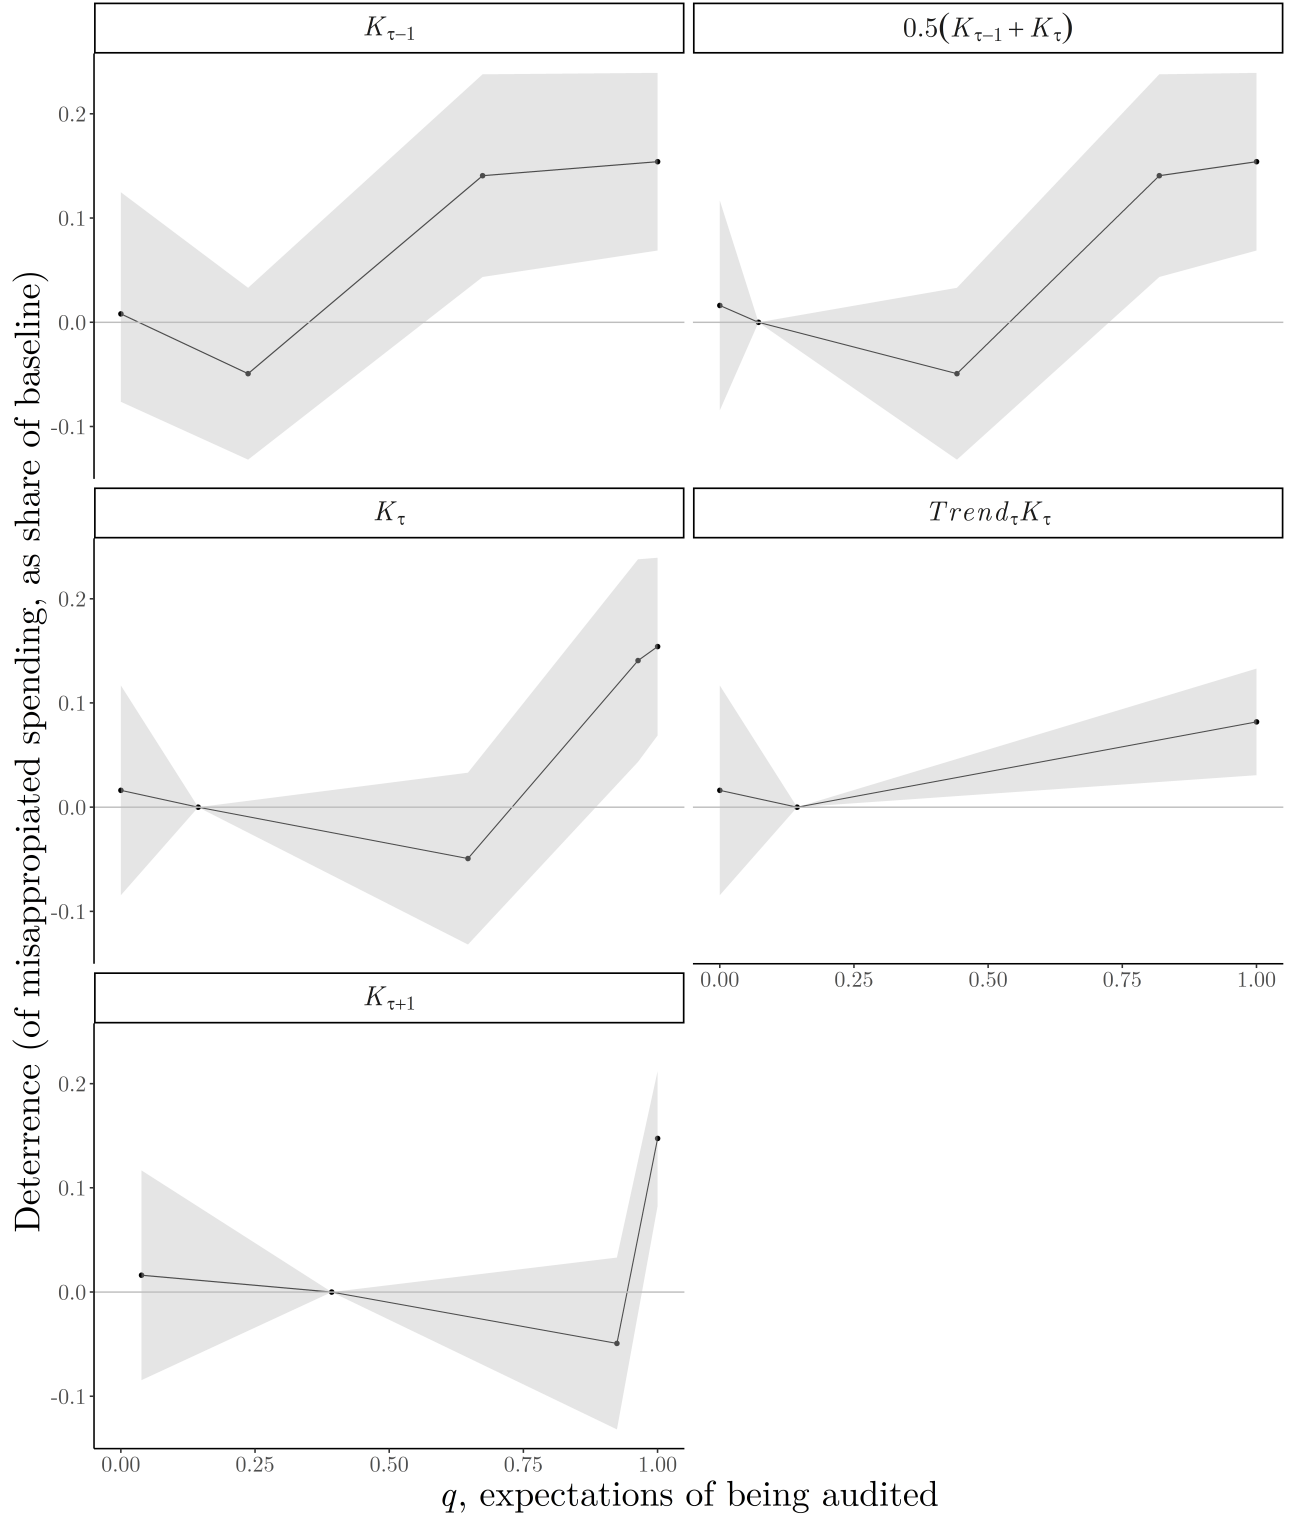 K_{τ−1}
0.5(K_{τ−1} + K_τ)
0.2
0.1
0.0
-0.1
K_τ
Trend_τ K_τ
0.2
0.1
0.0
-0.1
0.00 0.25 0.50 0.75 1.00
K_{τ+1}
0.2
0.1
0.0
-0.1
0.00 0.25 0.50 0.75 1.00
Deterrence (of misappropiated spending, as share of baseline)
q, expectations of being audited